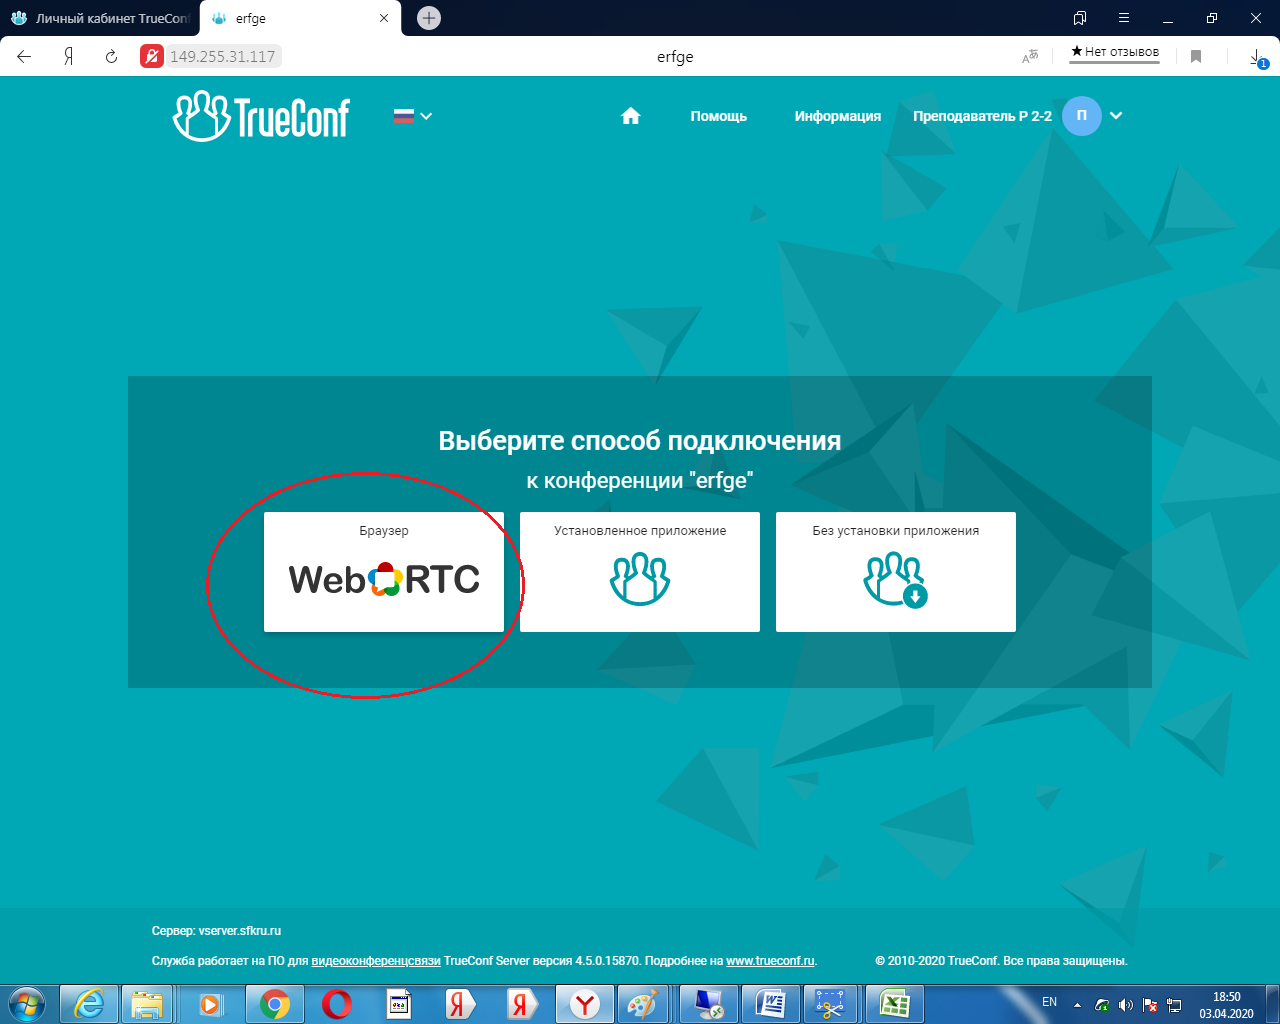 Личный кабинет TrueConf
erfge
149.255.31.117
erfge
Нет отзывов
1
TrueConf
Помощь
Информация
Преподаватель Р 2-2
П
Выберите способ подключения
к конференции "erfge"
Браузер
WebRTC
Установленное приложение
Без установки приложения
Сервер: vserver.sfkru.ru
Служба работает на ПО для видеоконференцсвязи TrueConf Server версия 4.5.0.15870. Подробнее на www.trueconf.ru.
© 2010-2020 TrueConf. Все права защищены.
EN
18:50
03.04.2020